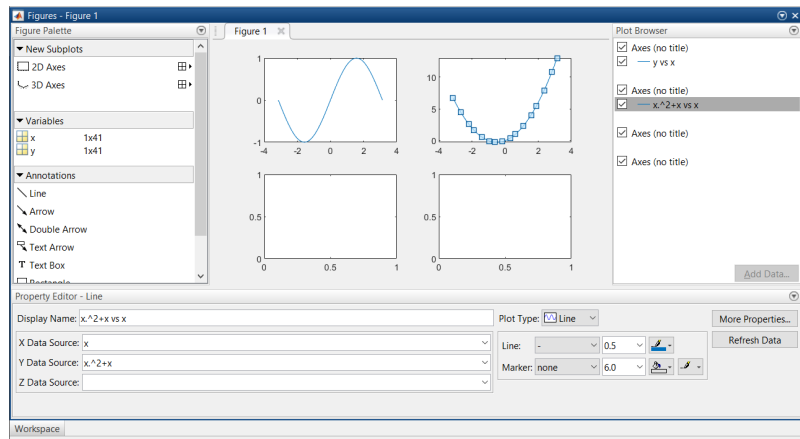 Figures - Figure 1
Figure Palette
New Subplots
2D Axes
3D Axes
Variables
x 1x41
y 1x41
Annotations
Line
Arrow
Double Arrow
Text Arrow
T Text Box
Rectangle
Figure 1
1
0
-1
-4 -2 0 2 4
10
5
0
-4 -2 0 2 4
1
0.5
0
0 0.5 1
1
0.5
0
0 0.5 1
Plot Browser
Axes (no title)
y vs x
Axes (no title)
x.^2+x vs x
Axes (no title)
Axes (no title)
Add Data...
Property Editor - Line
Display Name: x.^2+x vs x
X Data Source: x
Y Data Source: x.^2+x
Z Data Source:
Plot Type: Line
Line: - 0.5
Marker: none 6.0
More Properties...
Refresh Data
Workspace